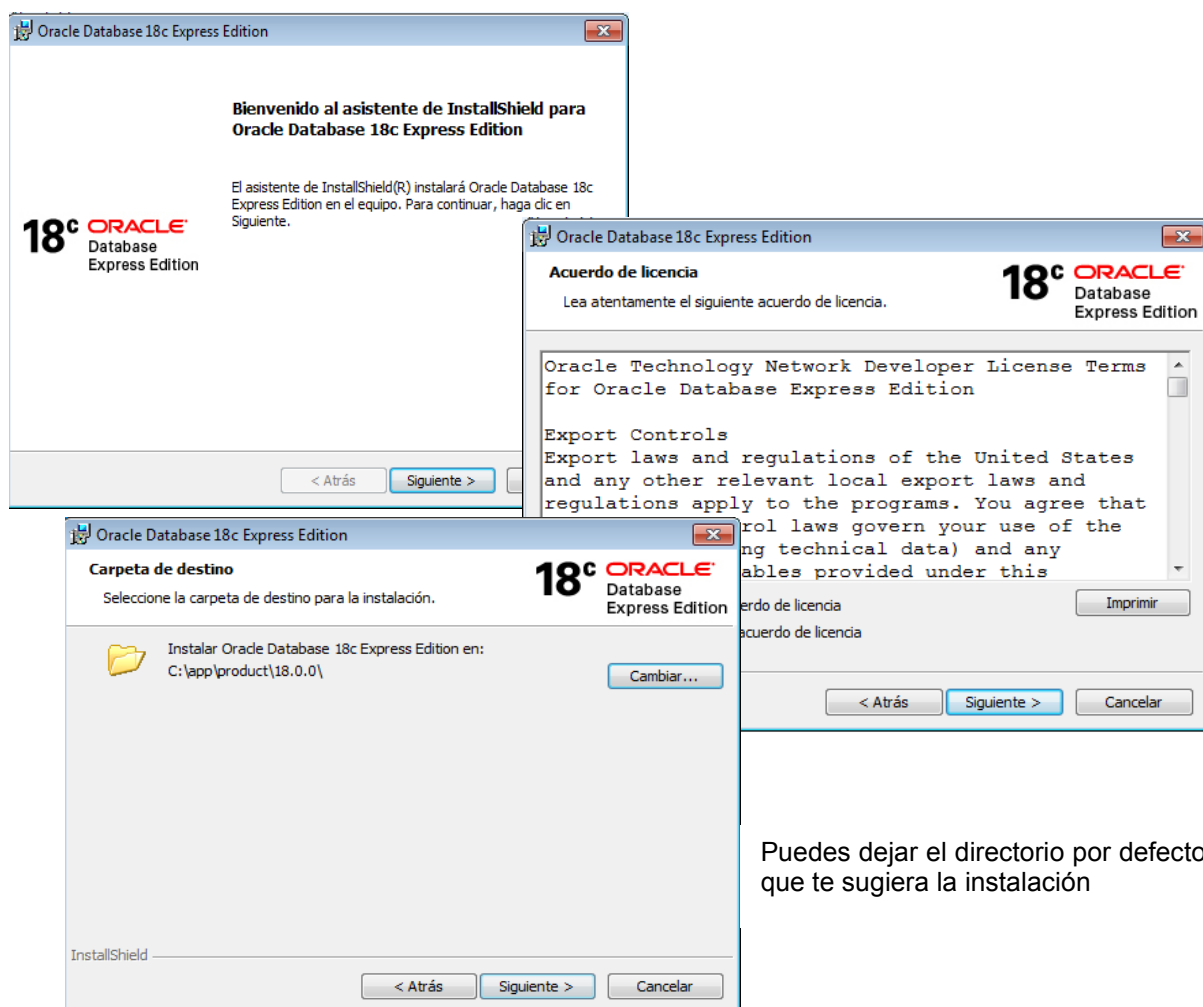 Oracle Database 18c Express Edition
Bienvenido al asistente de InstallShield para
Oracle Database 18c Express Edition
El asistente de InstallShield(R) instalará Oracle Database 18c
Express Edition en el equipo. Para continuar, haga clic en
Siguiente.
18c ORACLE
Database
Express Edition
< Atrás
Siguiente >
Oracle Database 18c Express Edition
Acuerdo de licencia
Lea atentamente el siguiente acuerdo de licencia.
18c ORACLE
Database
Express Edition
Oracle Technology Network Developer License Terms
for Oracle Database Express Edition
Export Controls
Export laws and regulations of the United States
and any other relevant local export laws and
regulations apply to the programs. You agree that
rol laws govern your use of the
ng technical data) and any
ables provided under this
erdo de licencia
acuerdo de licencia
Imprimir
< Atrás
Siguiente >
Cancelar
Oracle Database 18c Express Edition
Carpeta de destino
Seleccione la carpeta de destino para la instalación.
18c ORACLE
Database
Express Edition
Instalar Oracle Database 18c Express Edition en:
C:\app\product\18.0.0\
Cambiar...
InstallShield
< Atrás
Siguiente >
Cancelar
Puedes dejar el directorio por defecto
que te sugiera la instalación